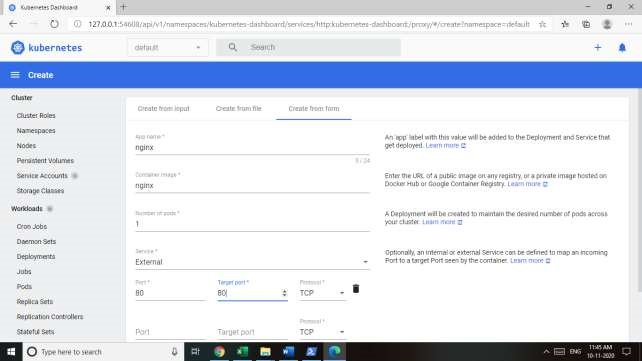 Kubernetes Dashboard
127.0.0.1:54608/api/v1/namespaces/kubernetes-dashboard/services/http:kubernetes-dashboard:/proxy/#/create?namespace=default
kubernetes
default
Search
Create
Cluster
Cluster Roles
Namespaces
Nodes
Persistent Volumes
Service Accounts
Storage Classes
Workloads
Cron Jobs
Daemon Sets
Deployments
Jobs
Pods
Replica Sets
Replication Controllers
Stateful Sets
Create from input
Create from file
Create from form
App name *
nginx
5 / 24
An 'app' label with this value will be added to the Deployment and Service that
get deployed. Learn more
Container image *
nginx
Enter the URL of a public image on any registry, or a private image hosted on
Docker Hub or Google Container Registry. Learn more
Number of pods *
1
A Deployment will be created to maintain the desired number of pods across
your cluster. Learn more
Service *
External
Optionally, an internal or external Service can be defined to map an incoming
Port to a target Port seen by the container. Learn more
Port *
80
Target port *
80
Protocol *
TCP
Port
Target port
Protocol *
TCP
Type here to search
ENG
11:45 AM
10-11-2020